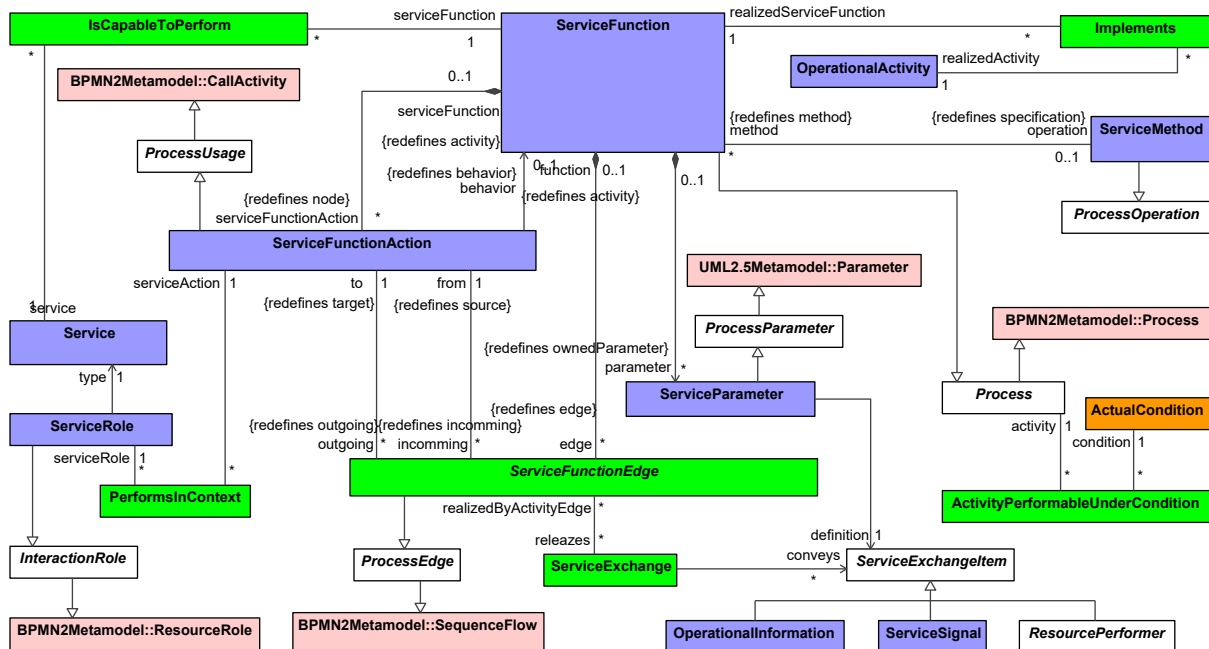 IsCapableToPerform
*
*
serviceFunction
1
ServiceFunction
realizedServiceFunction
1
*
Implements
*
OperationalActivity
realizedActivity
1
BPMN2Metamodel::CallActivity
0..1
serviceFunction
{redefines activity}
ProcessUsage
{redefines method}
method
*
{redefines specification}
operation
0..1
ServiceMethod
0..1
{redefines behavior}
behavior
function
0..1
{redefines activity}
0..1
ProcessOperation
{redefines node}
serviceFunctionAction
*
ServiceFunctionAction
serviceAction
1
to
1
{redefines target}
from
1
{redefines source}
UML2.5Metamodel::Parameter
1
service
Service
ProcessParameter
BPMN2Metamodel::Process
{redefines ownedParameter}
parameter
*
type
1
ServiceParameter
Process
ActualCondition
ServiceRole
serviceRole
1
*
*
{redefines outgoing}
outgoing
*
{redefines incomming}
incomming
*
{redefines edge}
edge
*
activity
1
*
condition
1
*
ServiceFunctionEdge
PerformsInContext
ActivityPerformableUnderCondition
realizedByActivityEdge
*
releazes
*
definition
1
InteractionRole
ProcessEdge
ServiceExchange
conveys
*
ServiceExchangeItem
BPMN2Metamodel::ResourceRole
BPMN2Metamodel::SequenceFlow
OperationalInformation
ServiceSignal
ResourcePerformer